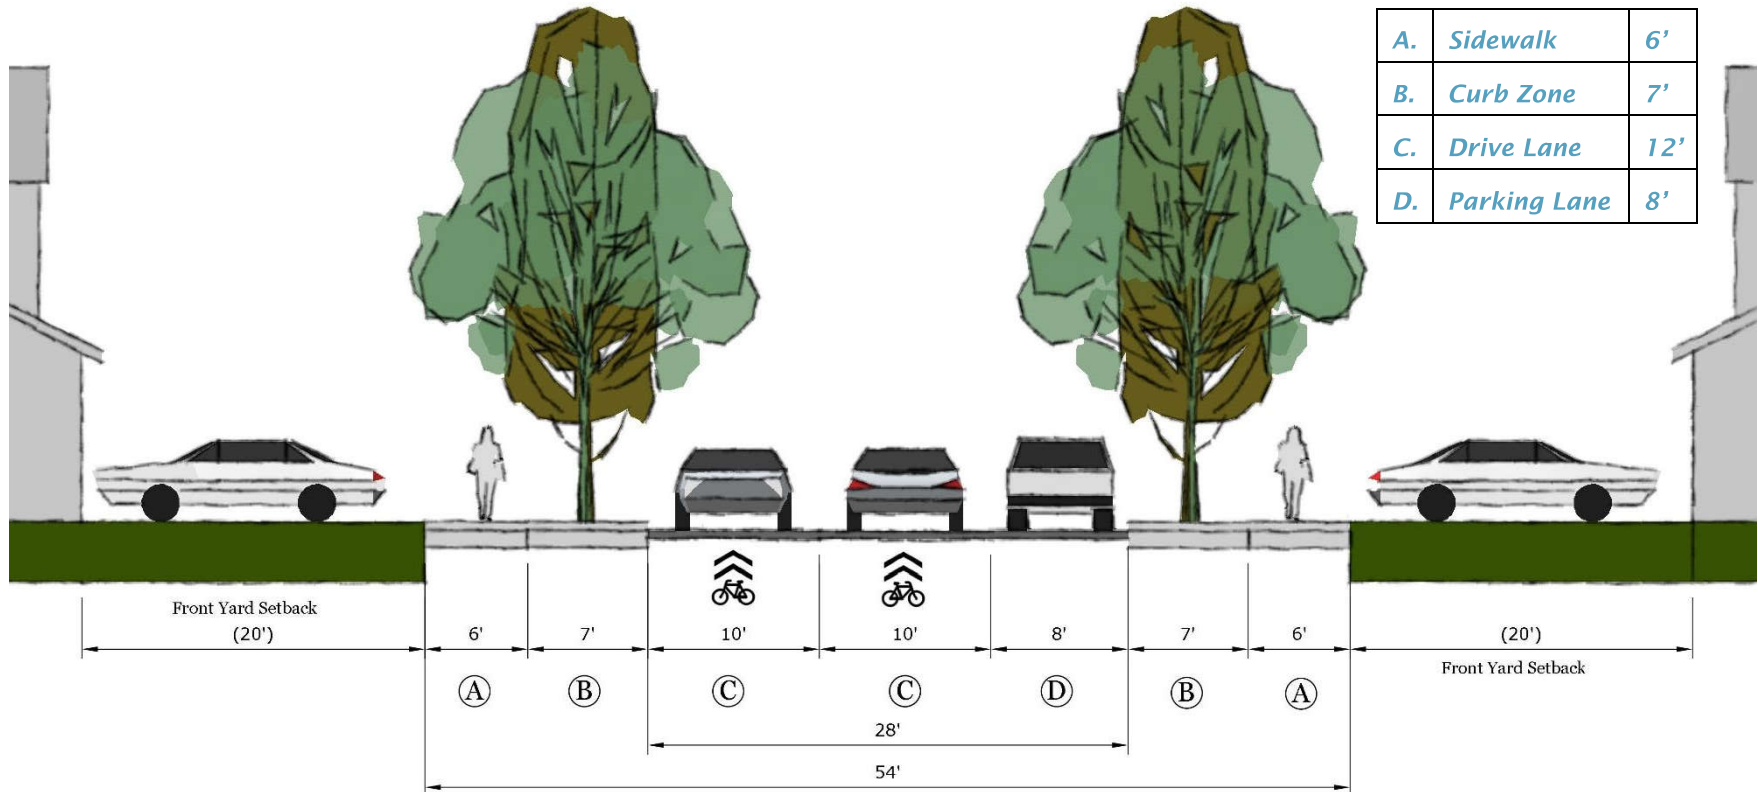 A. Sidewalk 6’
B. Curb Zone 7’
C. Drive Lane 12’
D. Parking Lane 8’
Front Yard Setback
(20') 6' 7' 10' 10' 8' 7' 6' (20')
Front Yard Setback
A B C C D B A
28'
54'